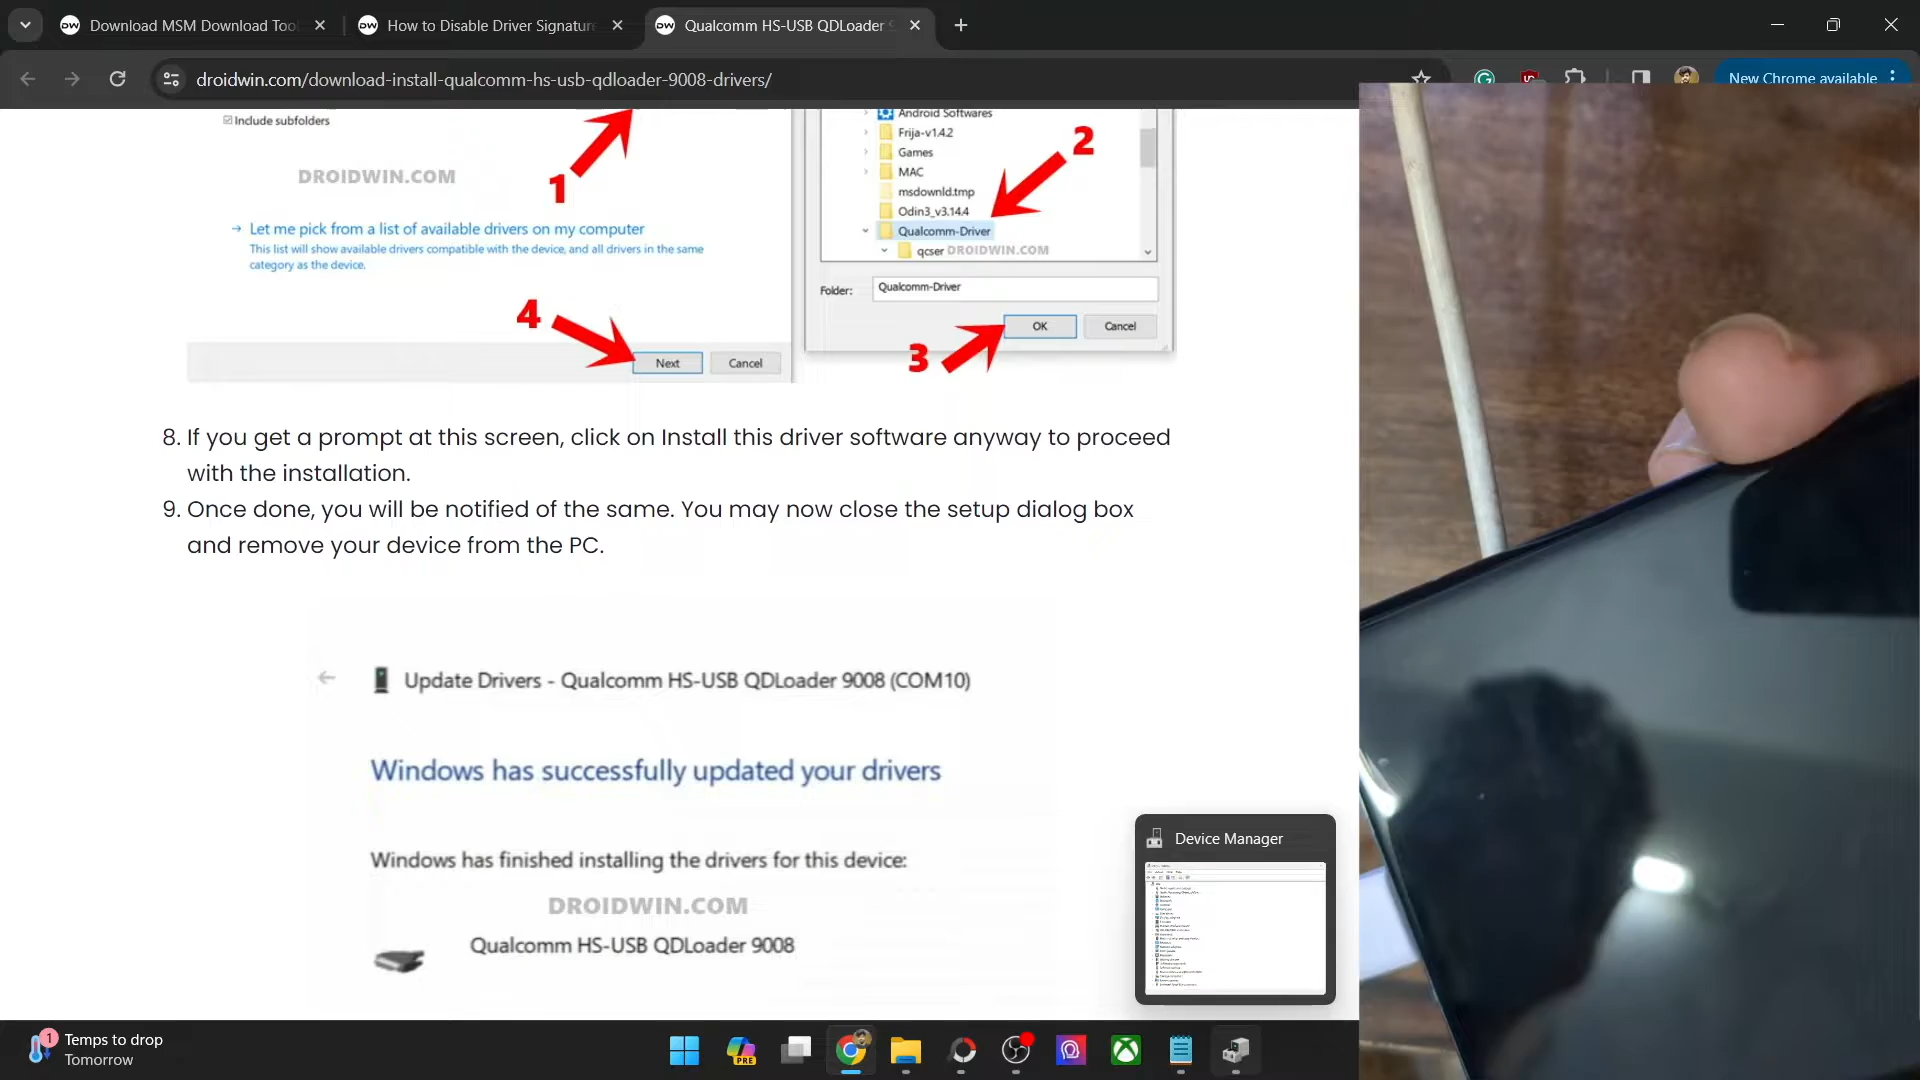 Download MSM Download Too
How to Disable Driver Signatur
Qualcomm HS-USB QDLoader 9
droidwin.com/download-install-qualcomm-hs-usb-qdloader-9008-drivers/
New Chrome available
Include subfolders
1
DROIDWIN.COM
Let me pick from a list of available drivers on my computer
This list will show available drivers compatible with the device, and all drivers in the same
category as the device.
4
Next
Cancel
Android Softwares
Frija-v1.4.2
Games
MAC
msdownld.tmp
Odin3_v3.14.4
Qualcomm-Driver
qcser DROIDWIN.COM
2
Folder:
Qualcomm-Driver
OK
Cancel
3
8. If you get a prompt at this screen, click on Install this driver software anyway to proceed
with the installation.
9. Once done, you will be notified of the same. You may now close the setup dialog box
and remove your device from the PC.
Update Drivers - Qualcomm HS-USB QDLoader 9008 (COM10)
Windows has successfully updated your drivers
Windows has finished installing the drivers for this device:
DROIDWIN.COM
Qualcomm HS-USB QDLoader 9008
Device Manager
1
Temps to drop
Tomorrow
PRE